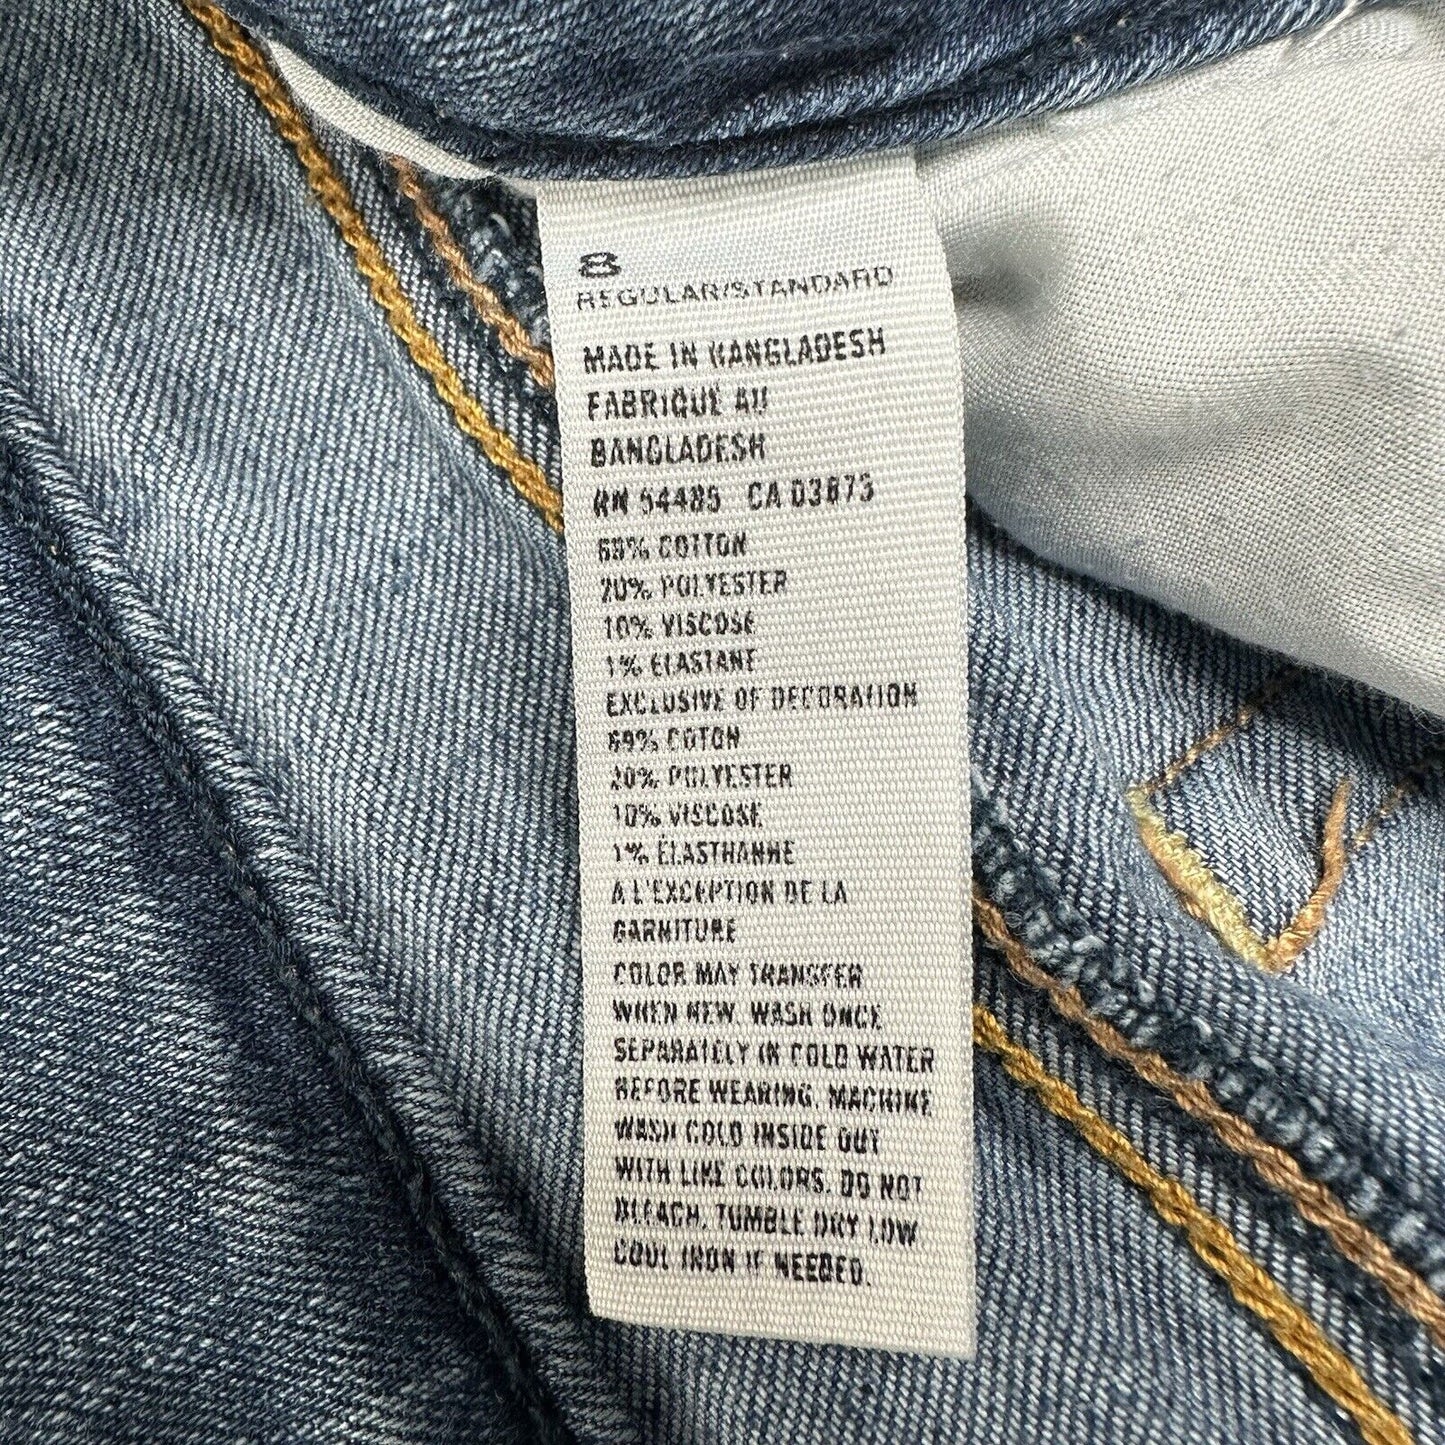 8
REGULAR/STANDARD
MADE IN BANGLADESH
FABRIQUÉ AU
BANGLADESH
RN 54485 CA 03873
69% COTTON
20% POLYESTER
10% VISCOSE
1% ELASTANE
EXCLUSIVE OF DECORATION
69% COTON
20% POLYESTER
10% VISCOSE
1% ÉLASTHANNE
A L'EXCEPTION DE LA
GARNITURE
COLOR MAY TRANSFER
WHEN NEW. WASH ONCE
SEPARATELY IN COLD WATER
BEFORE WEARING. MACHINE
WASH COLD INSIDE OUT
WITH LIKE COLORS. DO NOT
BLEACH. TUMBLE DRY LOW
COOL IRON IF NEEDED.